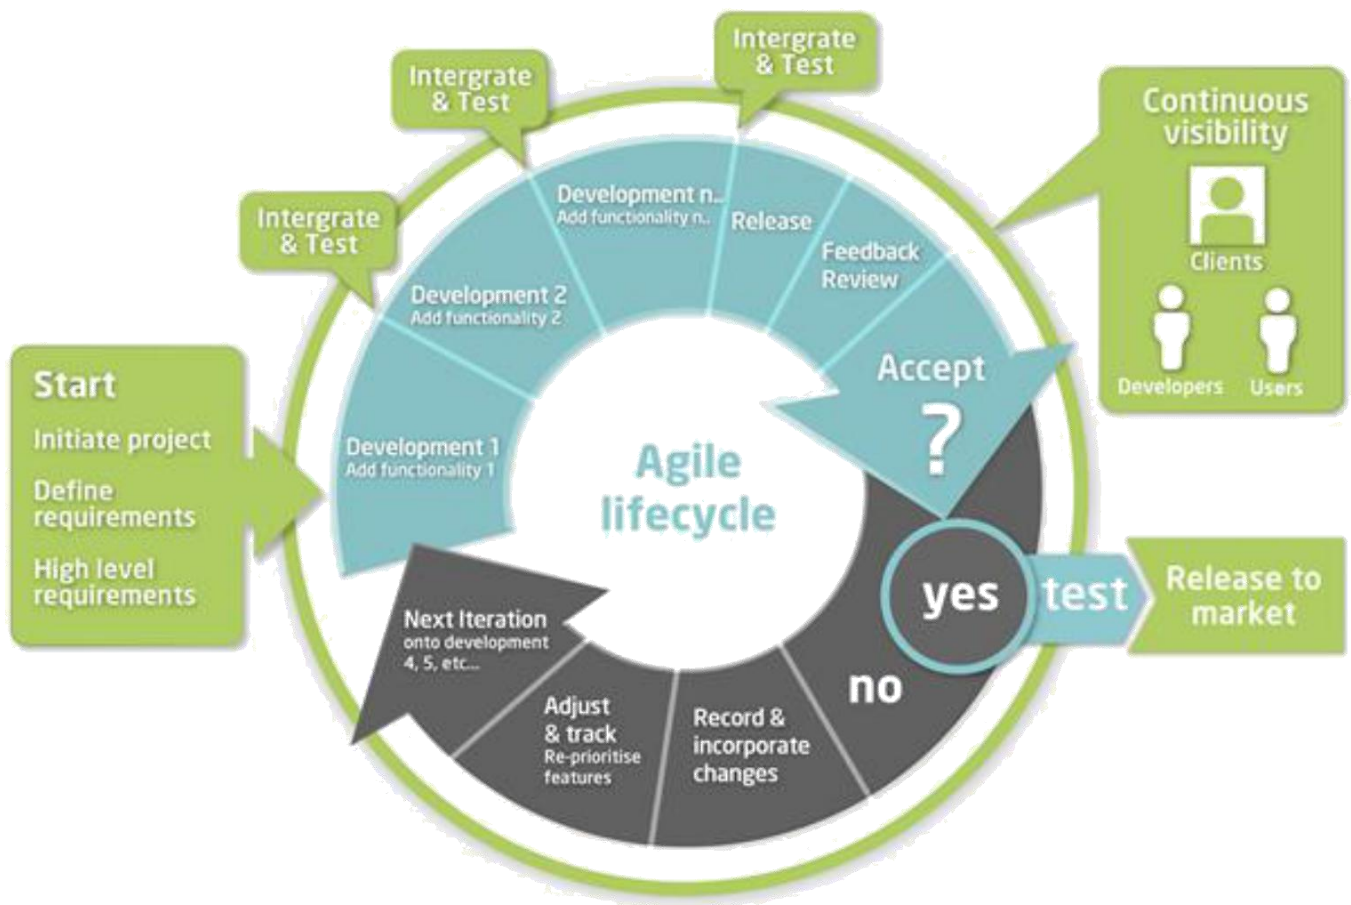 Start
Initiate project
Define
requirements
High level
requirements
Intergrate
& Test
Intergrate
& Test
Intergrate
& Test
Continuous
visibility
Clients
Developers
Users
Development 1
Add functionality 1
Development 2
Add functionality 2
Development n..
Add functionality n..
Release
Feedback
Review
Accept
?
Agile
lifecycle
yes
test
Release to
market
no
Record &
incorporate
changes
Adjust
& track
Re-prioritise
features
Next Iteration
onto development
4, 5, etc...